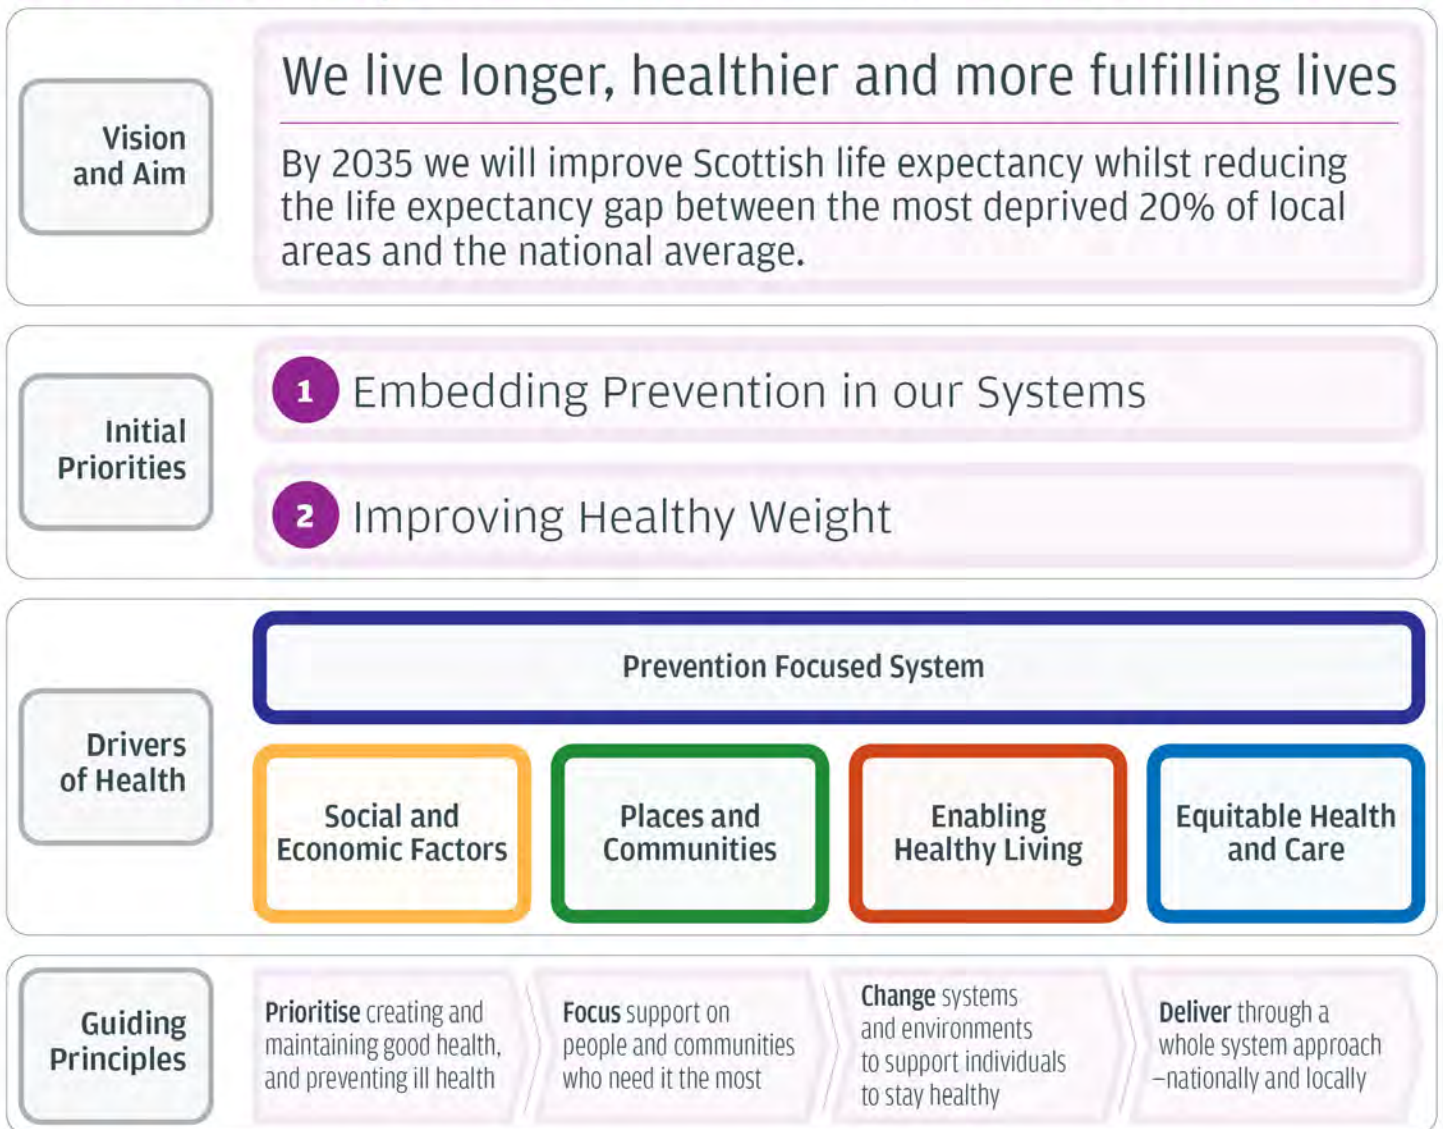 Vision
and Aim
We live longer, healthier and more fulfilling lives
By 2035 we will improve Scottish life expectancy whilst reducing
the life expectancy gap between the most deprived 20% of local
areas and the national average.
Initial
Priorities
1 Embedding Prevention in our Systems
2 Improving Healthy Weight
Drivers
of Health
Prevention Focused System
Social and
Economic Factors
Places and
Communities
Enabling
Healthy Living
Equitable Health
and Care
Guiding
Principles
Prioritise creating and
maintaining good health,
and preventing ill health
Focus support on
people and communities
who need it the most
Change systems
and environments
to support individuals
to stay healthy
Deliver through a
whole system approach
–nationally and locally